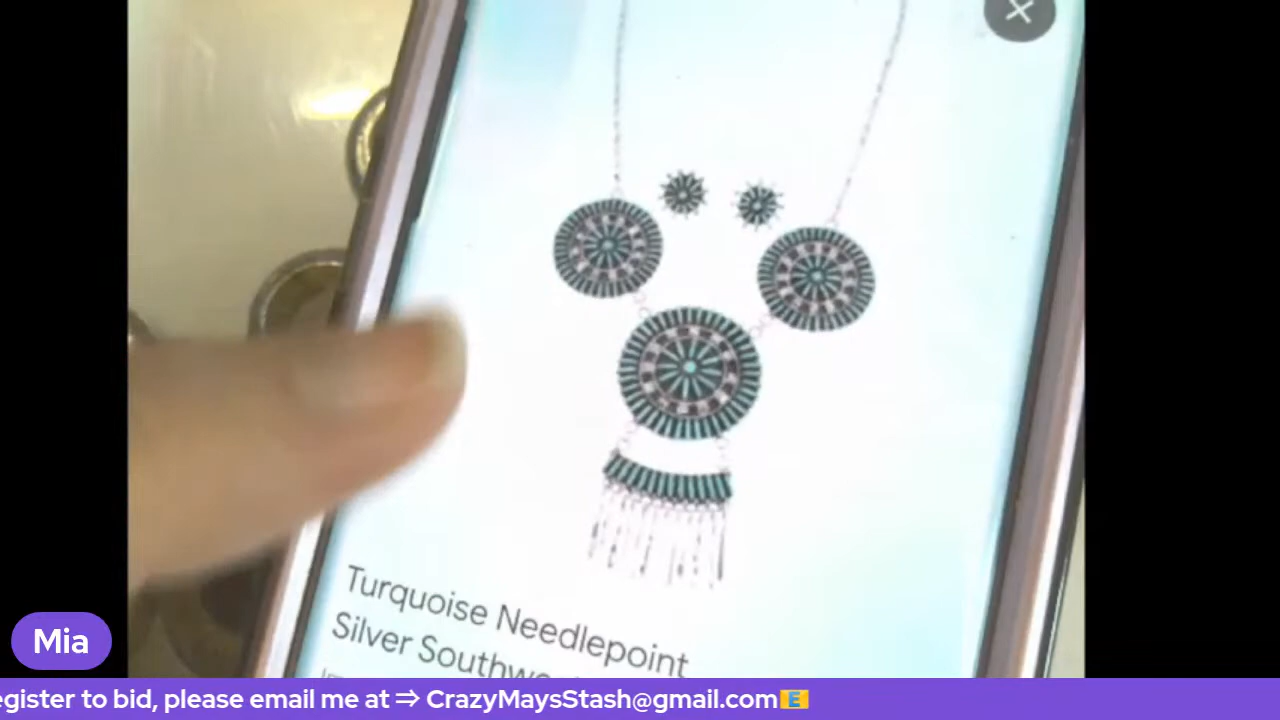 Turquoise Needlepoint
Silver
Mia
egister to bid, please email me at ⇒ CrazyMaysStash@gmail.com📧